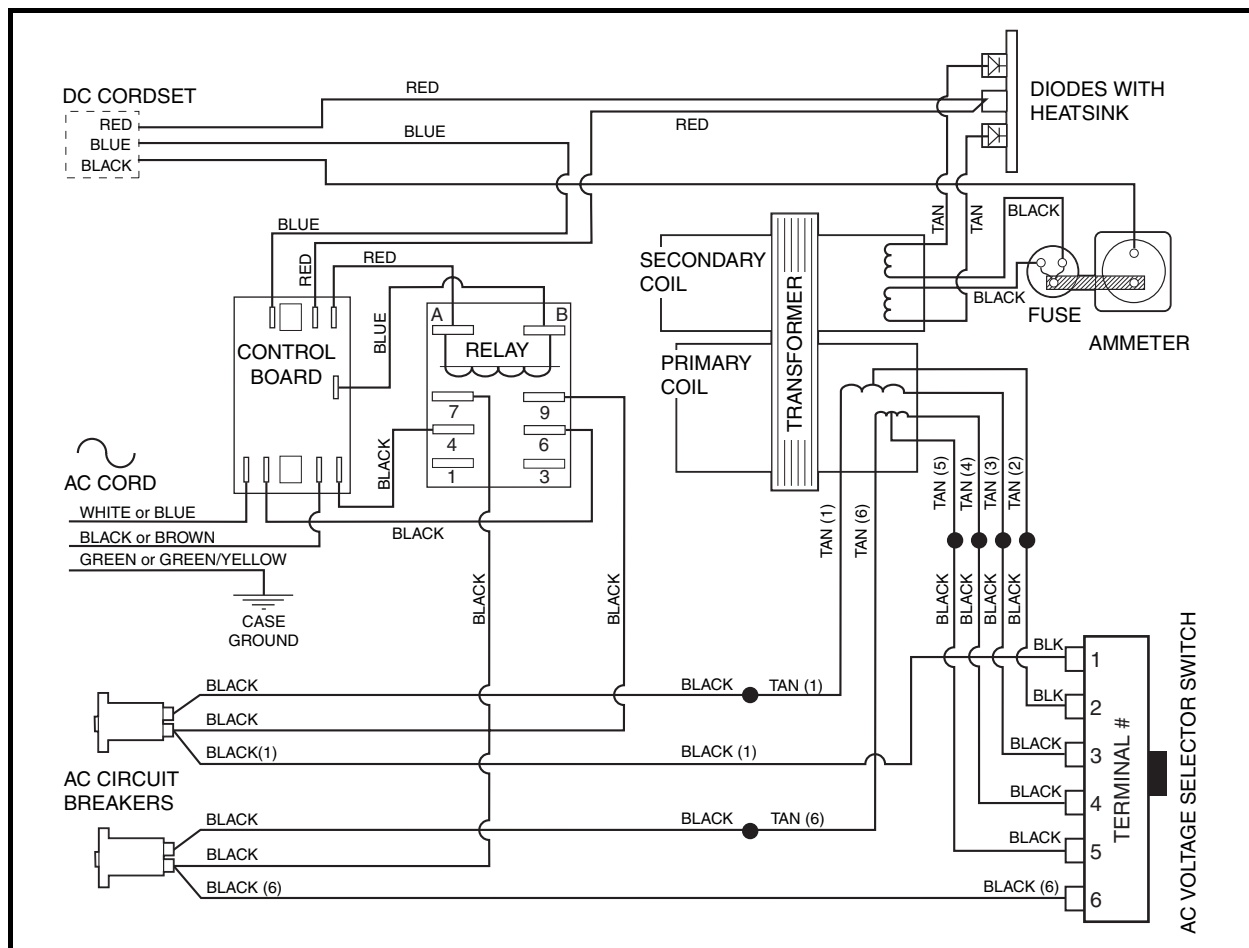 DC CORDSET
RED
BLUE
BLACK
RED
BLUE
RED
DIODES WITH
HEATSINK
TAN
TAN
BLACK
BLACK
FUSE
AMMETER
BLUE
RED
RED
BLUE
CONTROL
BOARD
A
B
RELAY
7
9
4
6
1
3
BLACK
BLACK
SECONDARY
COIL
PRIMARY
COIL
TRANSFORMER
AC CORD
WHITE or BLUE
BLACK or BROWN
GREEN or GREEN/YELLOW
CASE
GROUND
BLACK
BLACK
TAN (1)
TAN (6)
TAN (5)
TAN (4)
TAN (3)
TAN (2)
BLACK
BLACK
BLACK
BLACK
AC CIRCUIT
BREAKERS
BLACK
BLACK
TAN (1)
BLACK
BLACK(1)
BLACK (1)
BLACK
BLACK
TAN (6)
BLACK
BLACK (6)
BLACK (6)
BLK
1
BLK
2
BLACK
3
BLACK
4
BLACK
5
6
TERMINAL #
AC VOLTAGE SELECTOR SWITCH